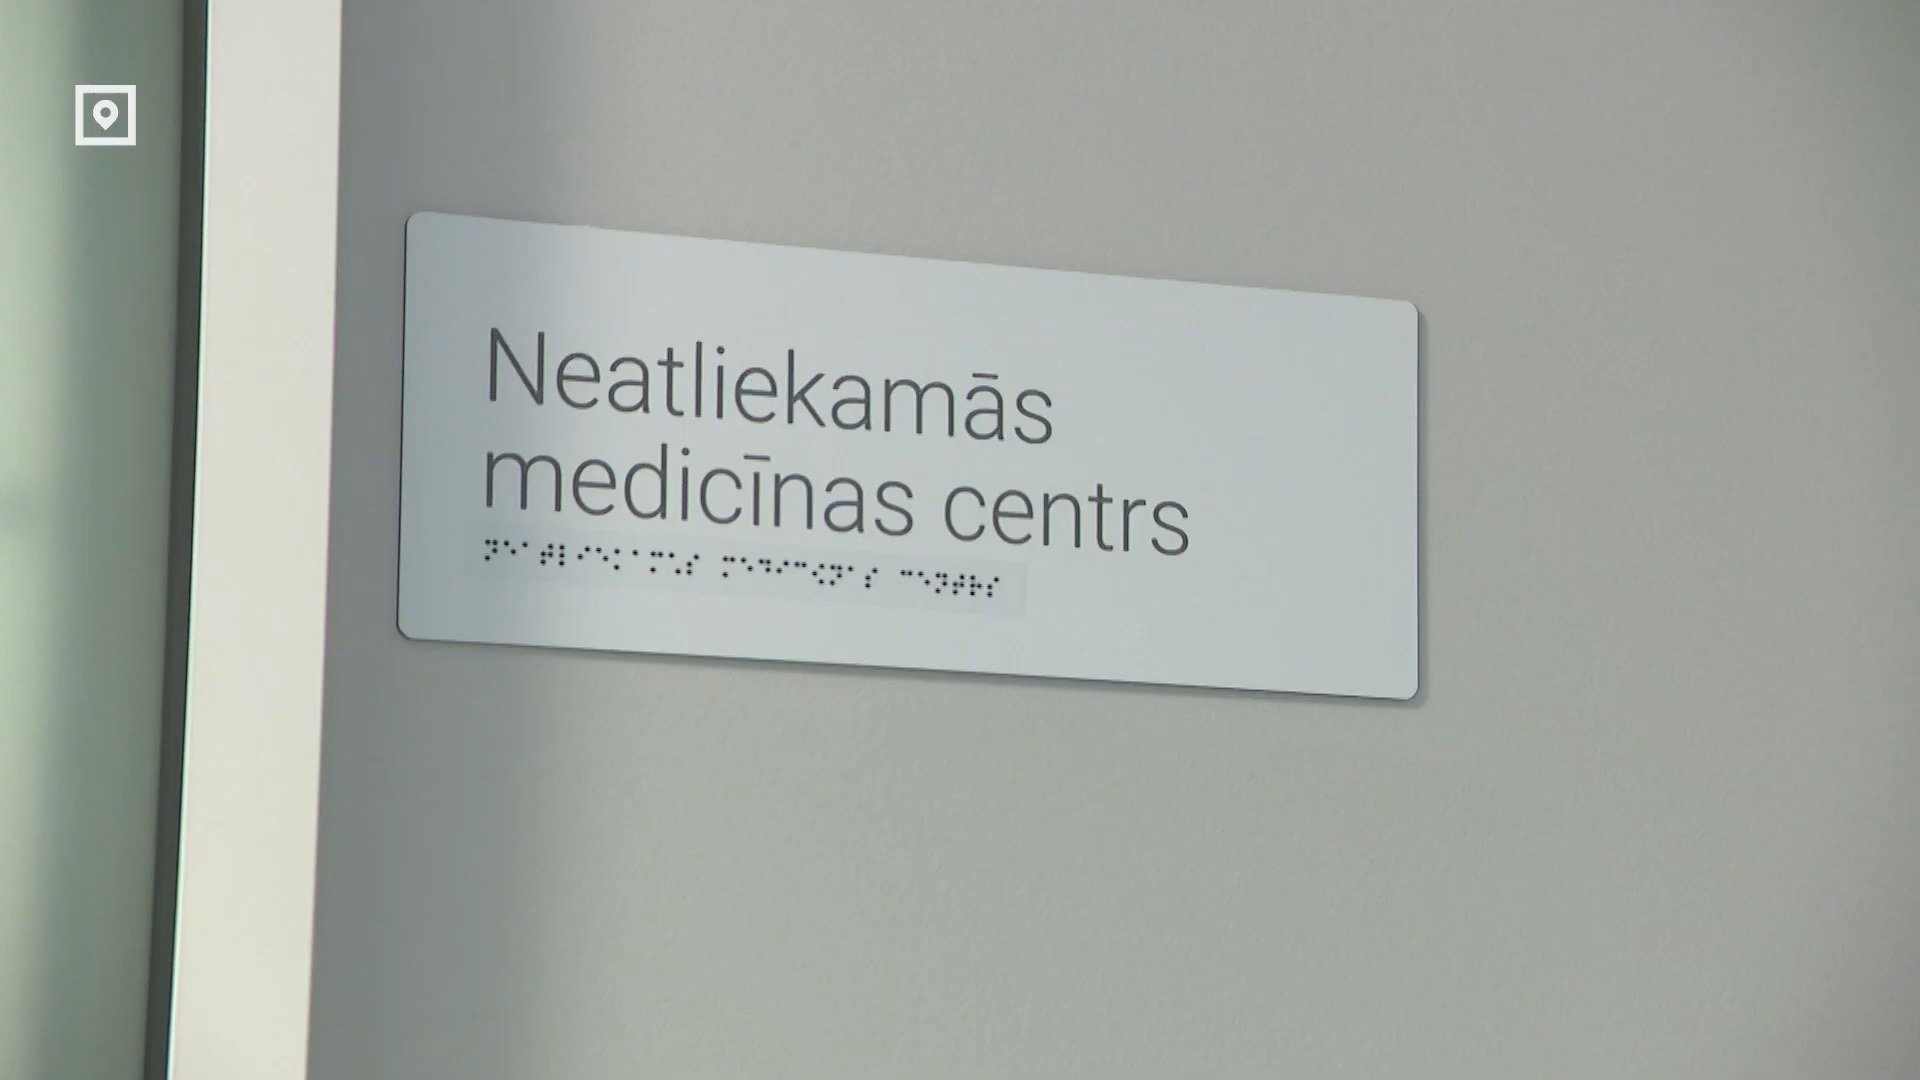 Neatliekamās
medicīnas centrs
⠝⠑⠁⠞⠇⠊⠑⠅⠁⠍⠡⠎ ⠍⠑⠙⠊⠉⠪⠝⠁⠎ ⠉⠑⠝⠞⠗⠎